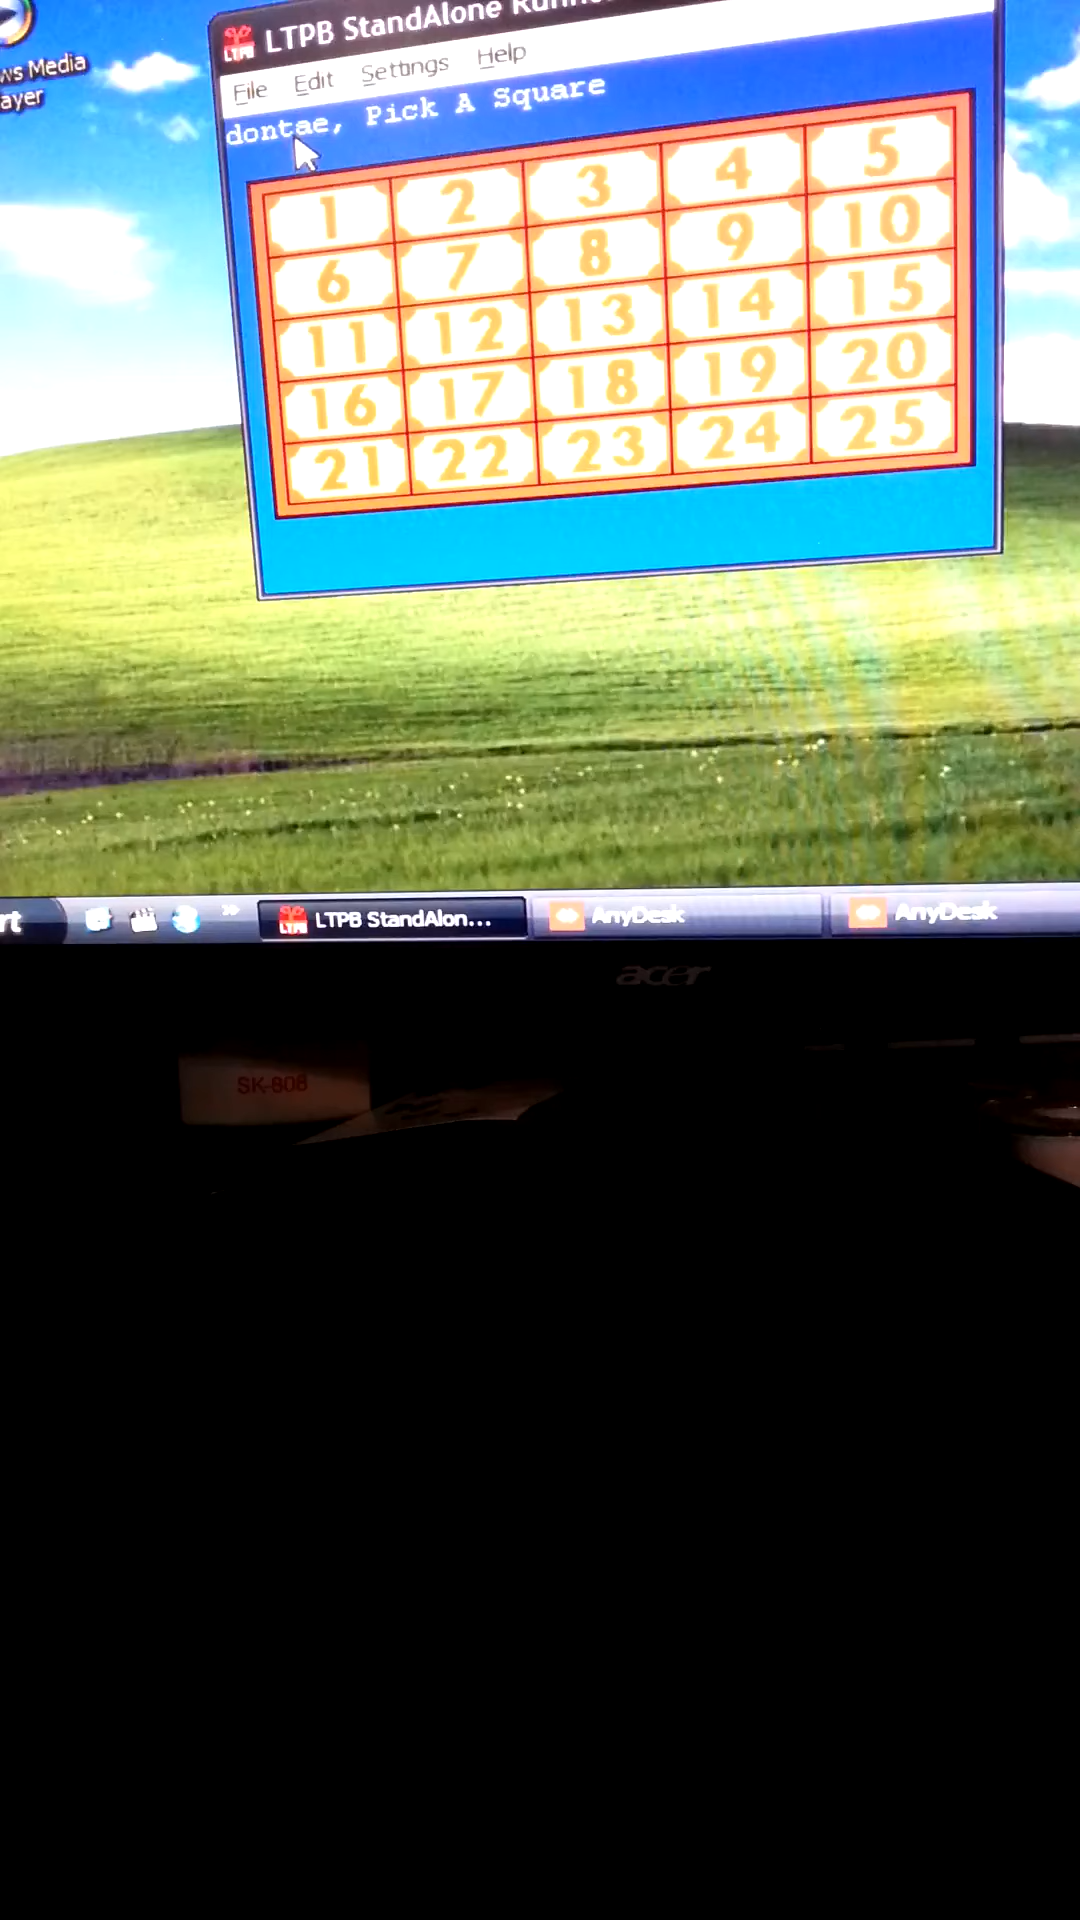 ws Media
ayer
LTPB StandAlone Runn
File Edit Settings Help
dontae, Pick A Square
1 2 3 4 5
6 7 8 9 10
11 12 13 14 15
16 17 18 19 20
21 22 23 24 25
rt
LTPB StandAlon...
AnyDesk
AnyDesk
acer
SK-808